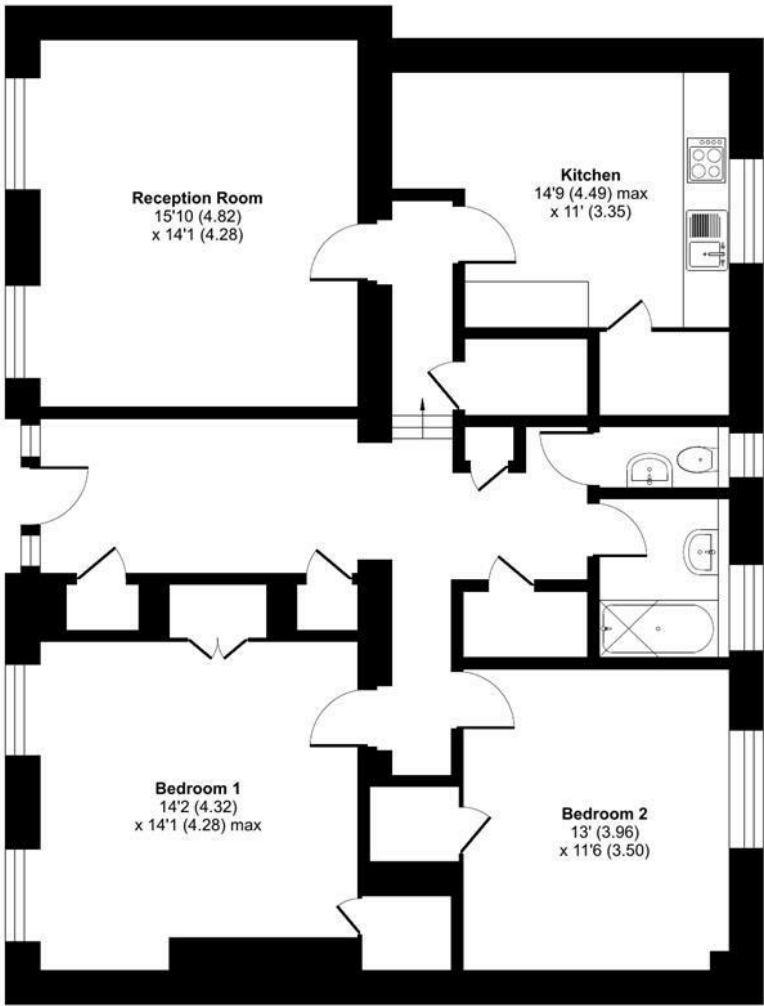 Reception Room
15'10 (4.82)
x 14'1 (4.28)
Kitchen
14'9 (4.49) max
x 11' (3.35)
Bedroom 1
14'2 (4.32)
x 14'1 (4.28) max
Bedroom 2
13' (3.96)
x 11'6 (3.50)